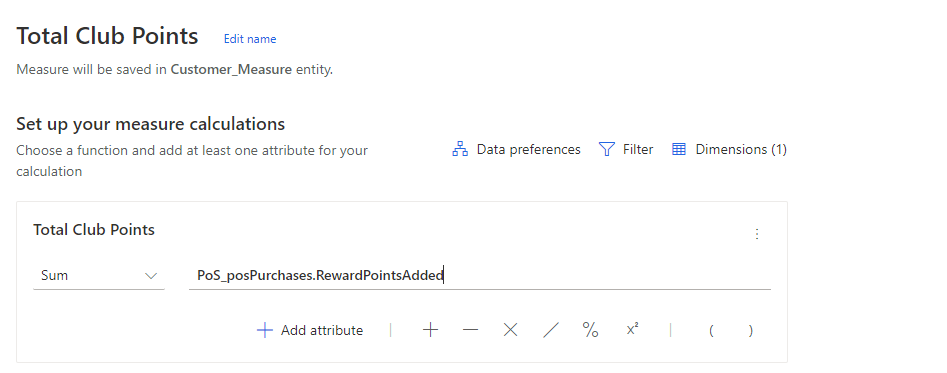 Total Club Points Edit name
Measure will be saved in Customer_Measure entity.
Set up your measure calculations
Choose a function and add at least one attribute for your
calculation
Data preferences Filter Dimensions (1)
Total Club Points
Sum PoS_posPurchases.RewardPointsAdded
+ Add attribute | + − × / % x² | ( )